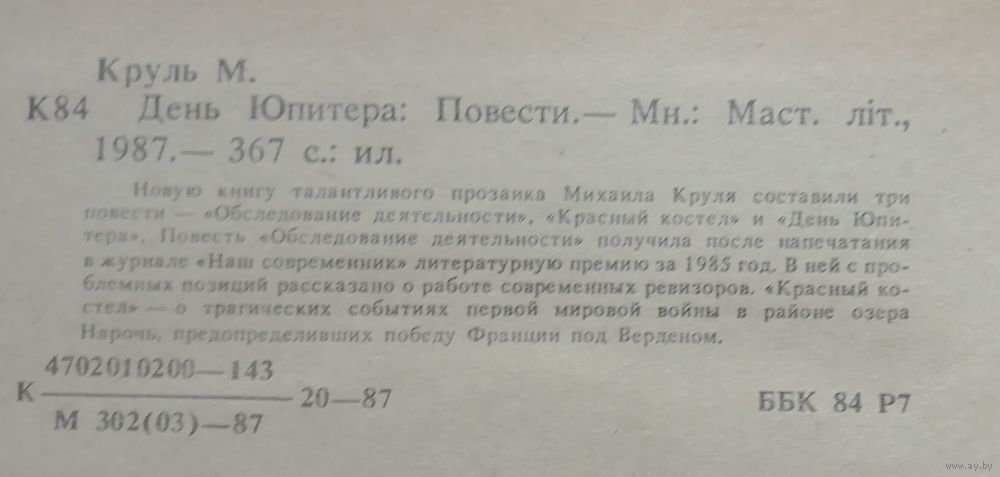 Круль М.
К84 День Юпитера: Повести.— Мн.: Маст. літ.,
1987.— 367 с.: ил.
Новую книгу талантливого прозаика Михаила Круля составили три
повести — «Обследование деятельности», «Красный костел» и «День Юпи-
тера». Повесть «Обследование деятельности» получила после напечатания
в журнале «Наш современник» литературную премию за 1985 год. В ней с про-
блемных позиций рассказано о работе современных ревизоров. «Красный ко-
стел» — о трагических событиях первой мировой войны в районе озера
Нарочь, предопределивших победу Франции под Верденом.
4702010200—143
К 20—87
М 302(03)—87
ББК 84 Р7
www.ay.by